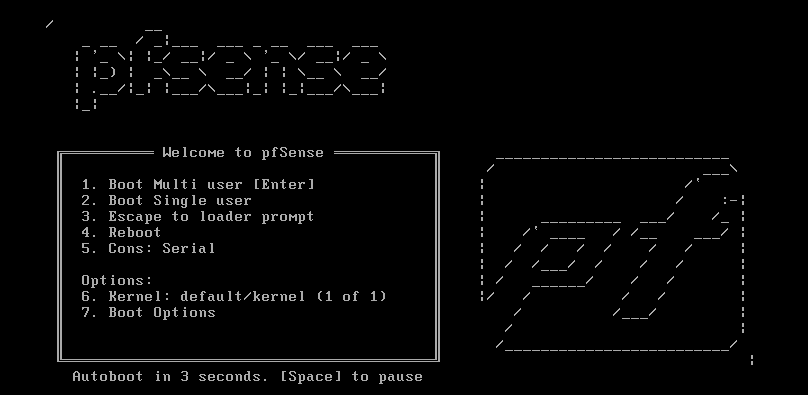 pfsense
Welcome to pfSense
1. Boot Multi user [Enter]
2. Boot Single user
3. Escape to loader prompt
4. Reboot
5. Cons: Serial
Options:
6. Kernel: default/kernel (1 of 1)
7. Boot Options
pf
Autoboot in 3 seconds. [Space] to pause